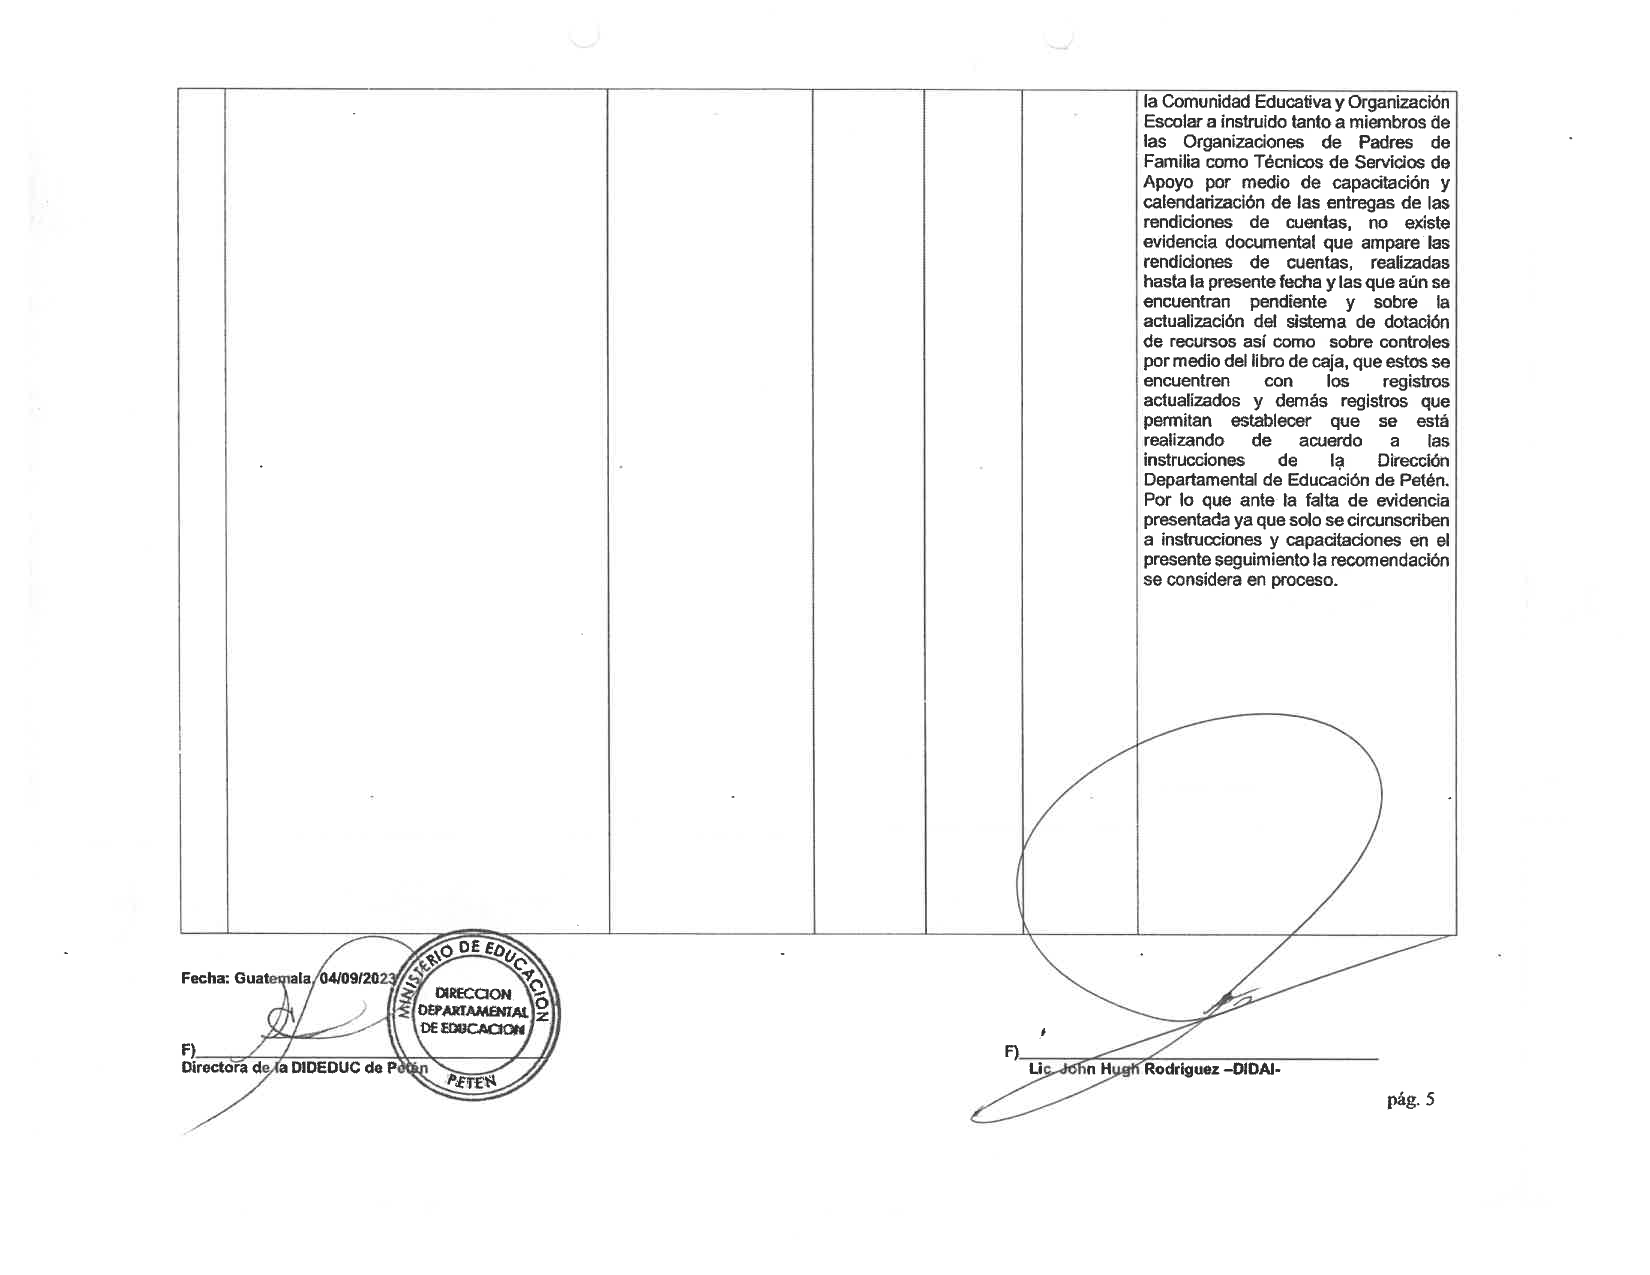 la Comunidad Educativa y Organización
Escolar a instruido tanto a miembros de
las Organizaciones de Padres de
Familia como Técnicos de Servicios de
Apoyo por medio de capacitación y
calendarización de las entregas de las
rendiciones de cuentas, no existe
evidencia documental que ampare las
rendiciones de cuentas, realizadas
hasta la presente fecha y las que aún se
encuentran pendiente y sobre la
actualización del sistema de dotación
de recursos así como sobre controles
por medio del libro de caja, que estos se
encuentren con los registros
actualizados y demás registros que
permitan establecer que se está
realizando de acuerdo a las
instrucciones de la Dirección
Departamental de Educación de Petén.
Por lo que ante la falta de evidencia
presentada ya que solo se circunscriben
a instrucciones y capacitaciones en el
presente seguimiento la recomendación
se considera en proceso.
Fecha: Guatemala, 04/09/2023
MINISTERIO DE EDUCACION
DIRECCION
DEPARTAMENTAL
DE EDUCACION
PETEN
F)
Directora de la DIDEDUC de Petén
F)
Lic. John Hugh Rodriguez –DIDAI-
pág. 5